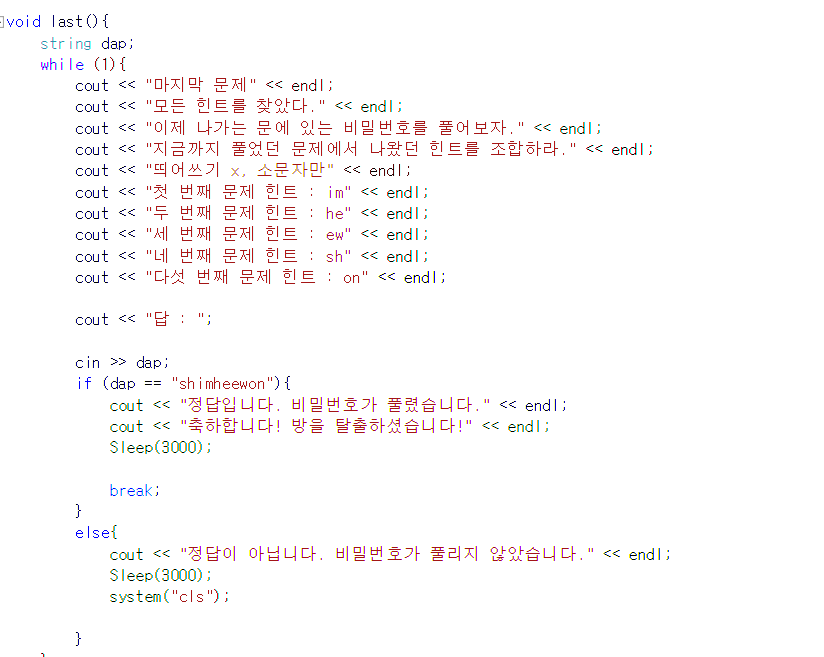 void last(){
string dap;
while (1){
cout << "마지막 문제" << endl;
cout << "모든 힌트를 찾았다." << endl;
cout << "이제 나가는 문에 있는 비밀번호를 풀어보자." << endl;
cout << "지금까지 풀었던 문제에서 나왔던 힌트를 조합하라." << endl;
cout << "띄어쓰기 x, 소문자만" << endl;
cout << "첫 번째 문제 힌트 : im" << endl;
cout << "두 번째 문제 힌트 : he" << endl;
cout << "세 번째 문제 힌트 : ew" << endl;
cout << "네 번째 문제 힌트 : sh" << endl;
cout << "다섯 번째 문제 힌트 : on" << endl;
cout << "답 : ";
cin >> dap;
if (dap == "shimheewon"){
cout << "정답입니다. 비밀번호가 풀렸습니다." << endl;
cout << "축하합니다! 방을 탈출하셨습니다!" << endl;
Sleep(3000);
break;
}
else{
cout << "정답이 아닙니다. 비밀번호가 풀리지 않았습니다." << endl;
Sleep(3000);
system("cls");
}